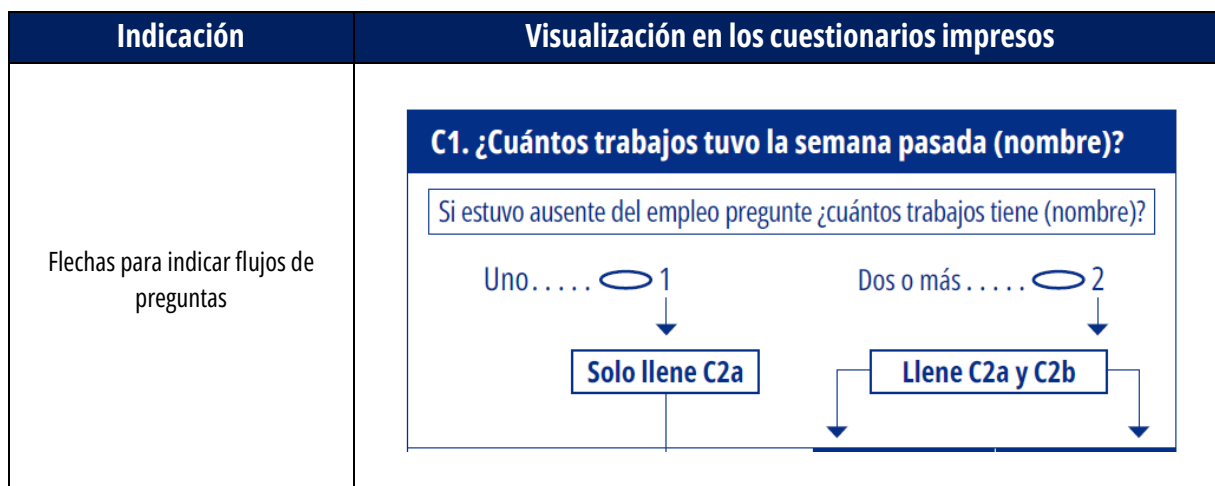 Indicación
Visualización en los cuestionarios impresos
Flechas para indicar flujos de
preguntas
C1. ¿Cuántos trabajos tuvo la semana pasada (nombre)?
Si estuvo ausente del empleo pregunte ¿cuántos trabajos tiene (nombre)?
Uno..... 1
Dos o más..... 2
Solo llene C2a
Llene C2a y C2b